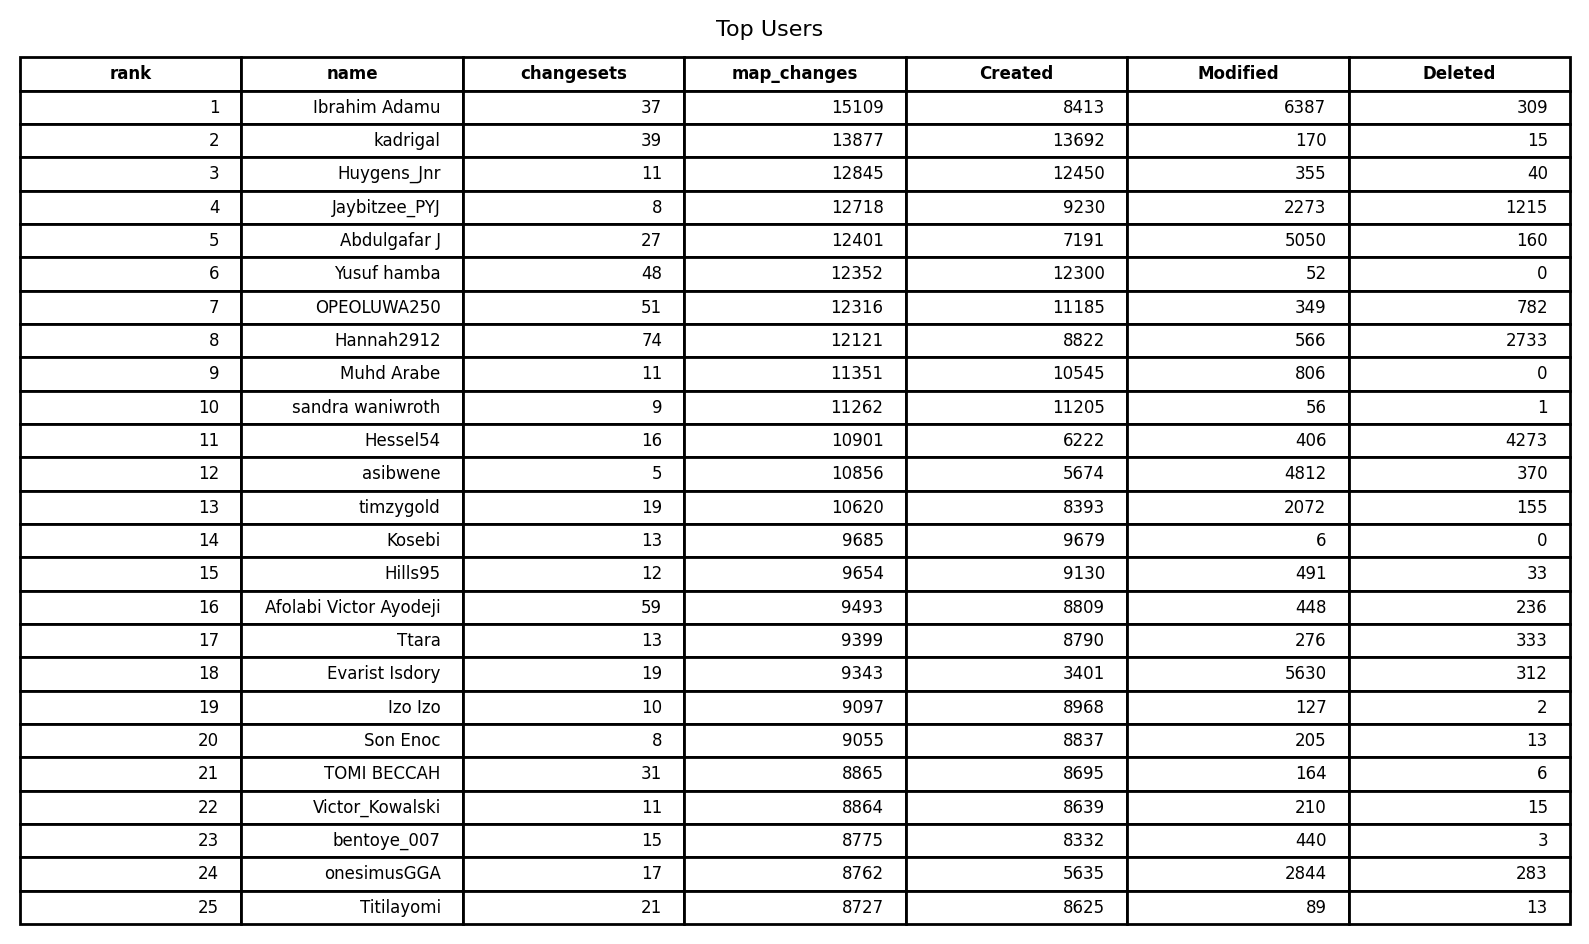 Top Users
rank name changesets map_changes Created Modified Deleted
1 Ibrahim Adamu 37 15109 8413 6387 309
2 kadrigal 39 13877 13692 170 15
3 Huygens_Jnr 11 12845 12450 355 40
4 Jaybitzee_PYJ 8 12718 9230 2273 1215
5 Abdulgafar J 27 12401 7191 5050 160
6 Yusuf hamba 48 12352 12300 52 0
7 OPEOLUWA250 51 12316 11185 349 782
8 Hannah2912 74 12121 8822 566 2733
9 Muhd Arabe 11 11351 10545 806 0
10 sandra waniwroth 9 11262 11205 56 1
11 Hessel54 16 10901 6222 406 4273
12 asibwene 5 10856 5674 4812 370
13 timzygold 19 10620 8393 2072 155
14 Kosebi 13 9685 9679 6 0
15 Hills95 12 9654 9130 491 33
16 Afolabi Victor Ayodeji 59 9493 8809 448 236
17 Ttara 13 9399 8790 276 333
18 Evarist Isdory 19 9343 3401 5630 312
19 Izo Izo 10 9097 8968 127 2
20 Son Enoc 8 9055 8837 205 13
21 TOMI BECCAH 31 8865 8695 164 6
22 Victor_Kowalski 11 8864 8639 210 15
23 bentoye_007 15 8775 8332 440 3
24 onesimusGGA 17 8762 5635 2844 283
25 Titilayomi 21 8727 8625 89 13